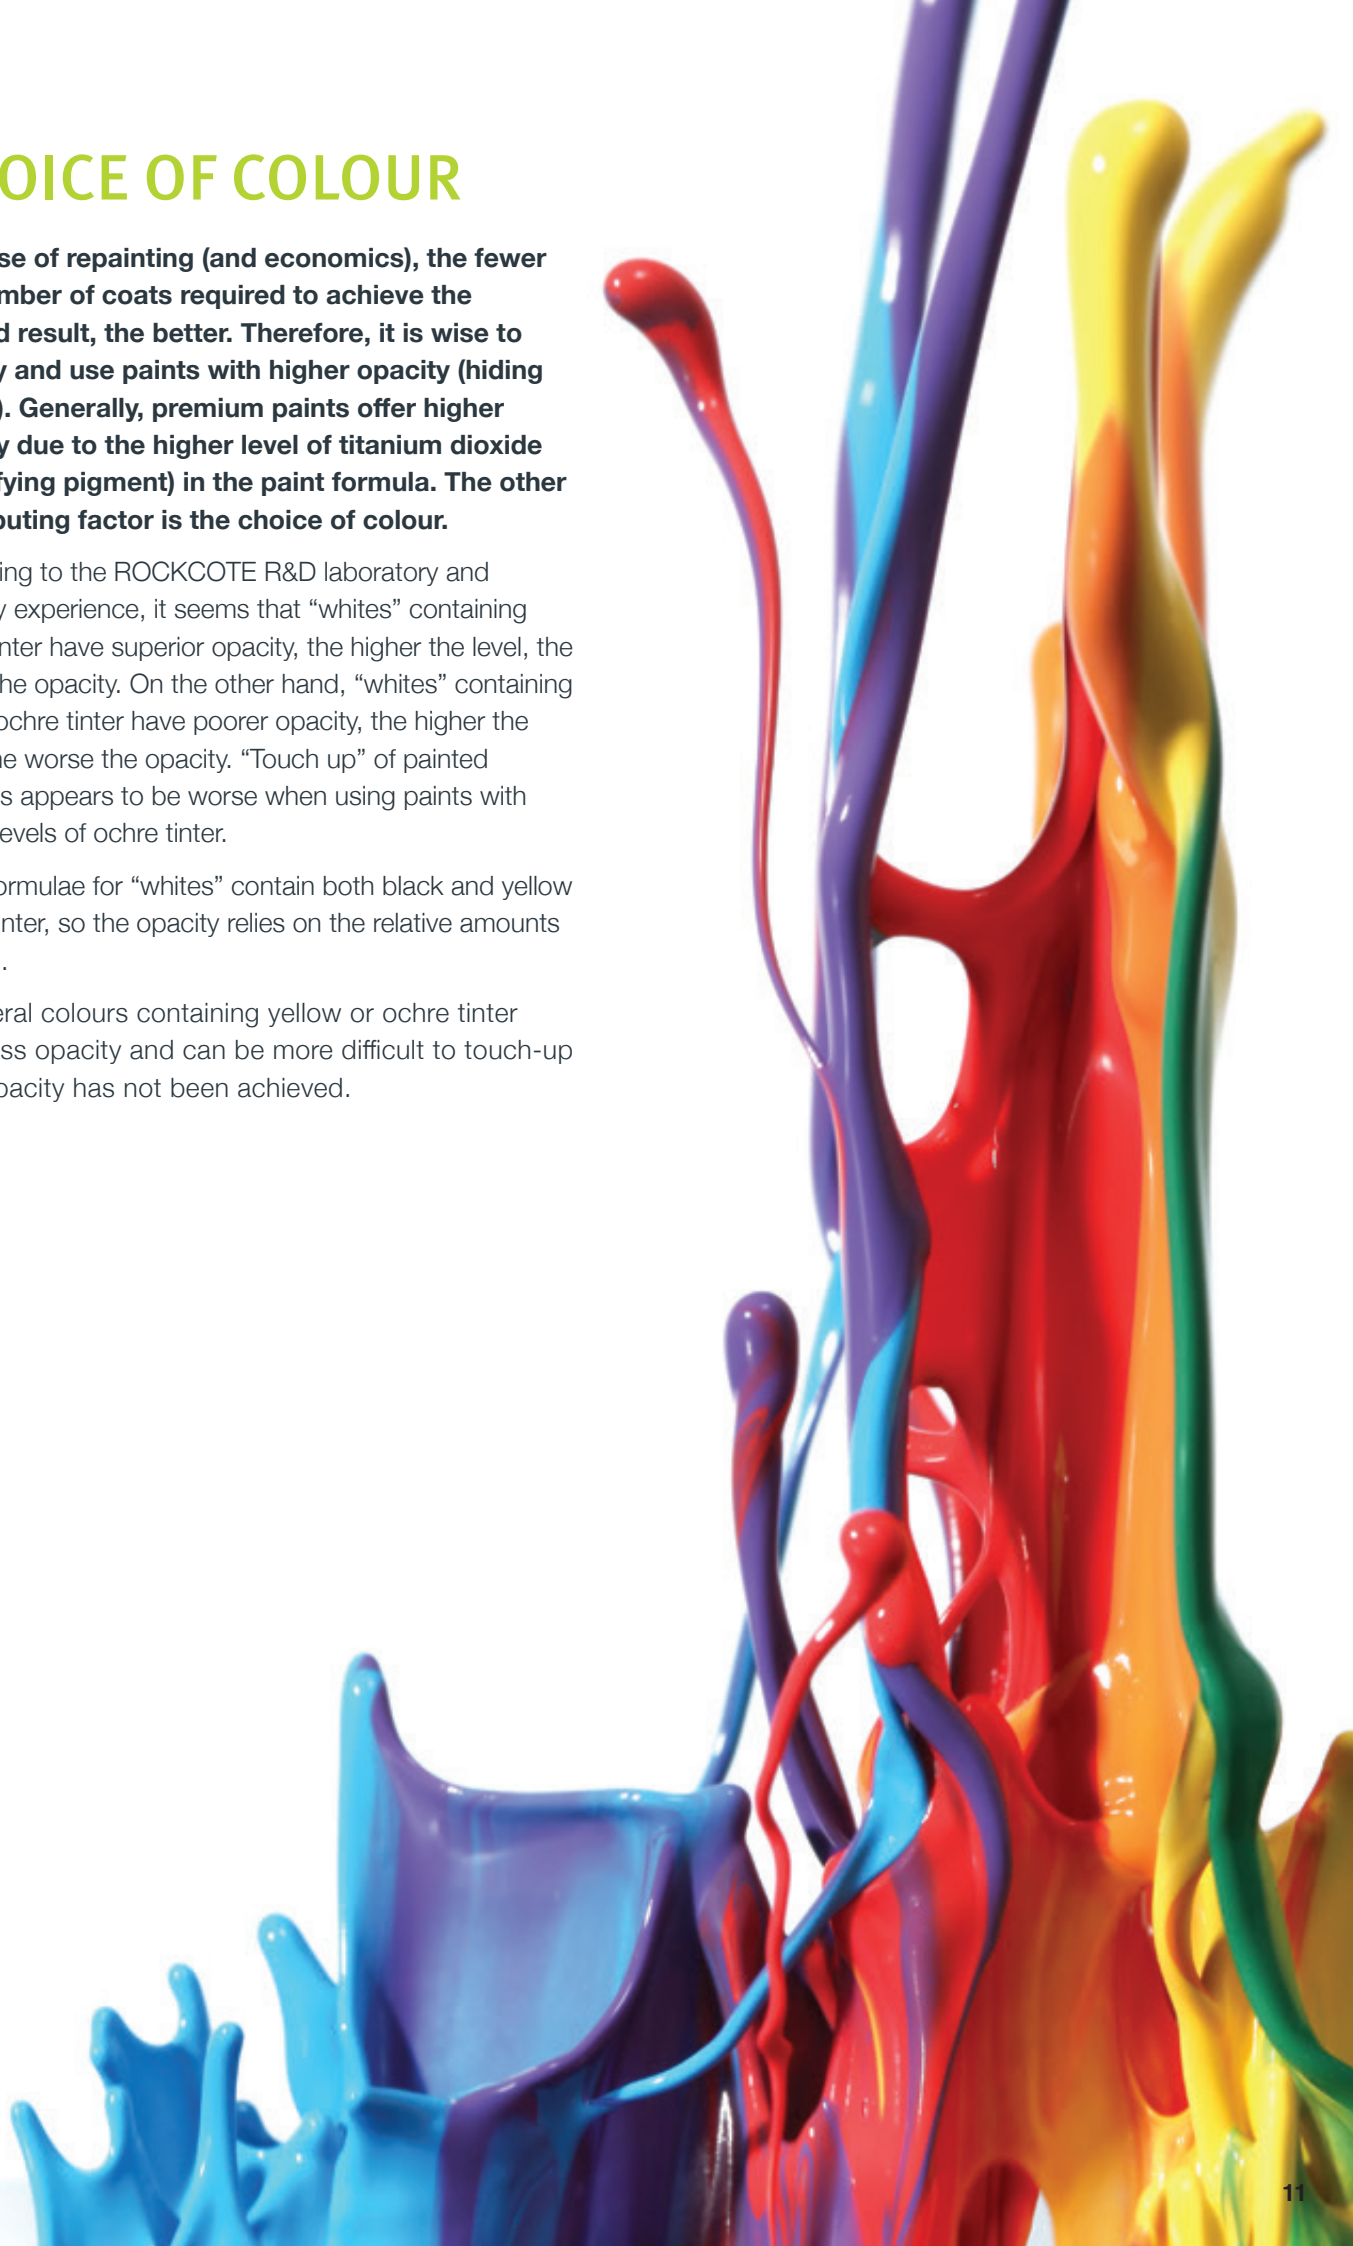 OICE OF COLOUR
se of repainting (and economics), the fewer
mber of coats required to achieve the
d result, the better. Therefore, it is wise to
y and use paints with higher opacity (hiding
). Generally, premium paints offer higher
y due to the higher level of titanium dioxide
fying pigment) in the paint formula. The other
buting factor is the choice of colour.
ing to the ROCKCOTE R&D laboratory and
y experience, it seems that “whites” containing
nter have superior opacity, the higher the level, the
he opacity. On the other hand, “whites” containing
ochre tinter have poorer opacity, the higher the
ne worse the opacity. “Touch up” of painted
s appears to be worse when using paints with
evels of ochre tinter.
ormulae for “whites” contain both black and yellow
nter, so the opacity relies on the relative amounts
.
eral colours containing yellow or ochre tinter
ss opacity and can be more difficult to touch-up
pacity has not been achieved.
11